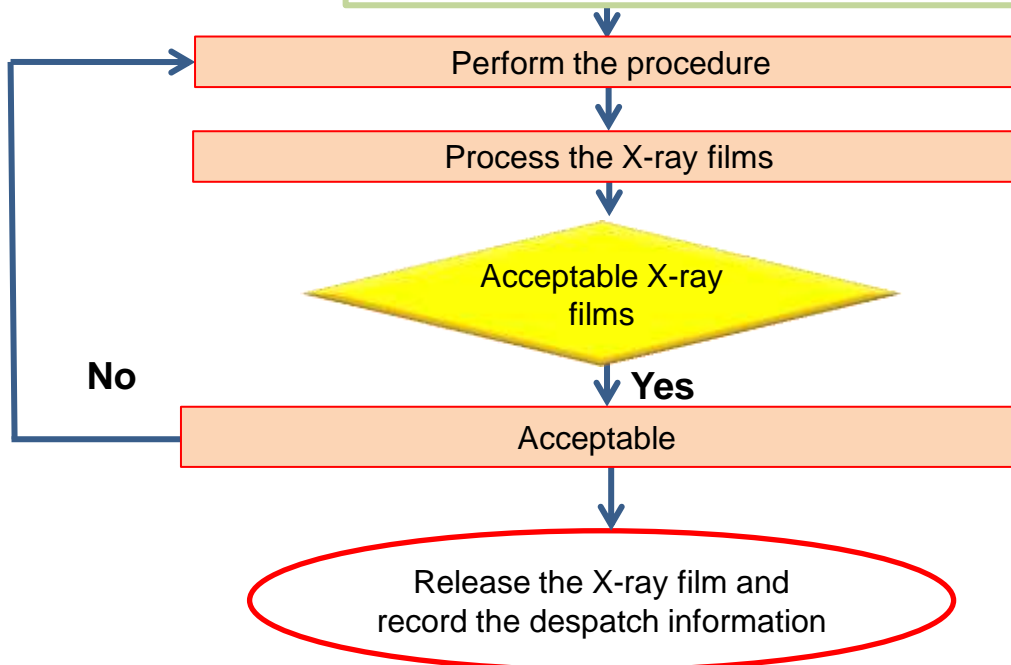 Perform the procedure
Process the X-ray films
Acceptable X-ray
films
No
Yes
Acceptable
Release the X-ray film and
record the despatch information